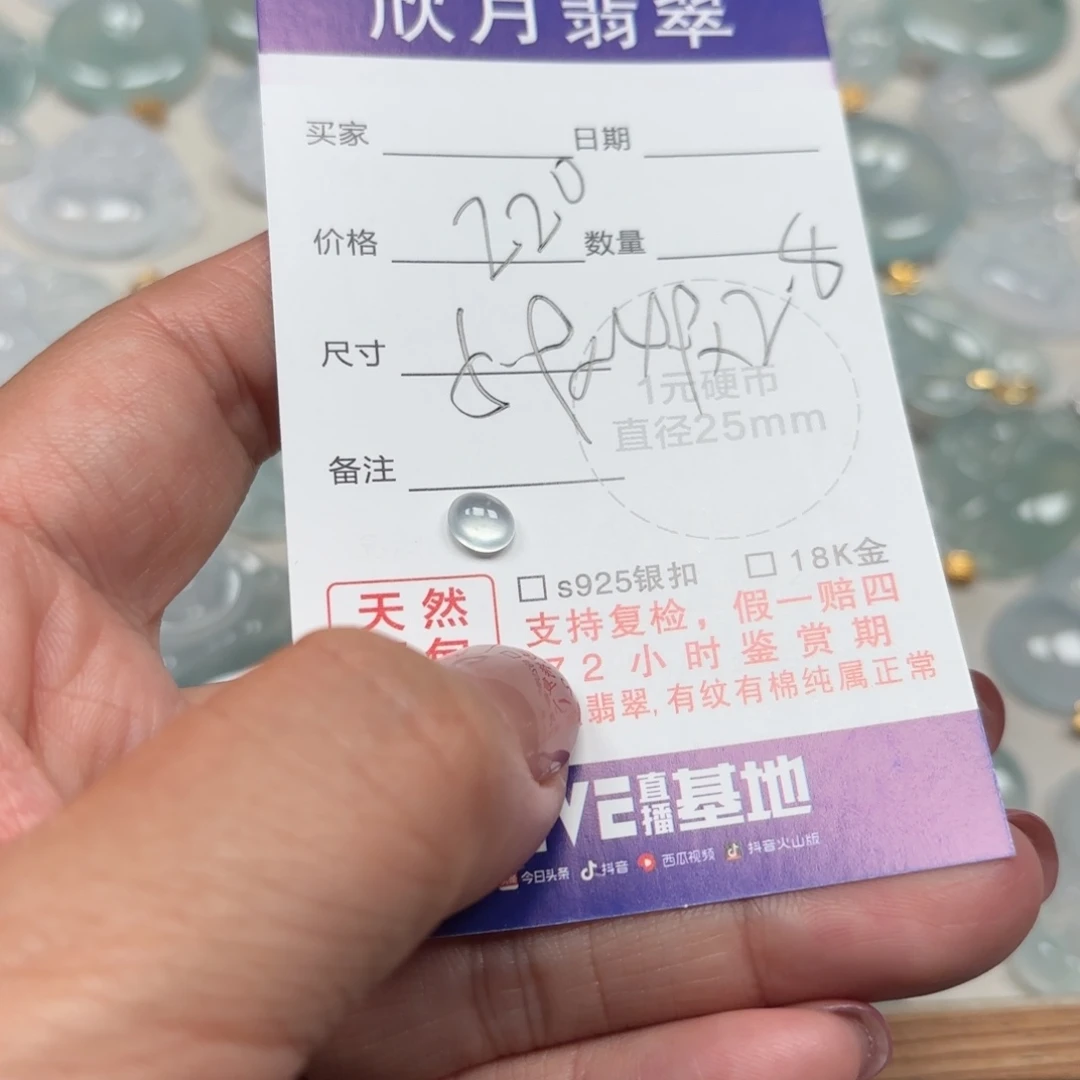 欣月翡翠
买家 日期
价格 220 数量
尺寸
1元硬币
直径25mm
备注
s925银扣 18K金
天然
支持复检，假一赔四
72小时鉴赏期
翡翠,有纹有棉纯属正常
VE直播基地
今日头条 抖音 西瓜视频 抖音火山版